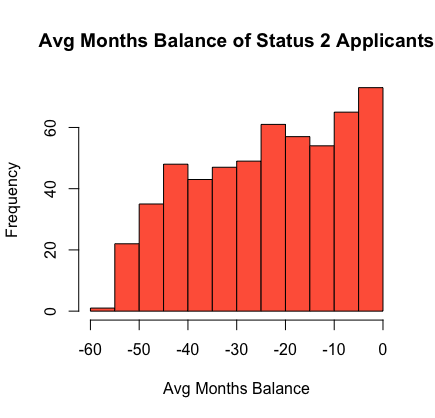 Avg Months Balance of Status 2 Applicants
Frequency
60
40
20
0
-60 -50 -40 -30 -20 -10 0
Avg Months Balance